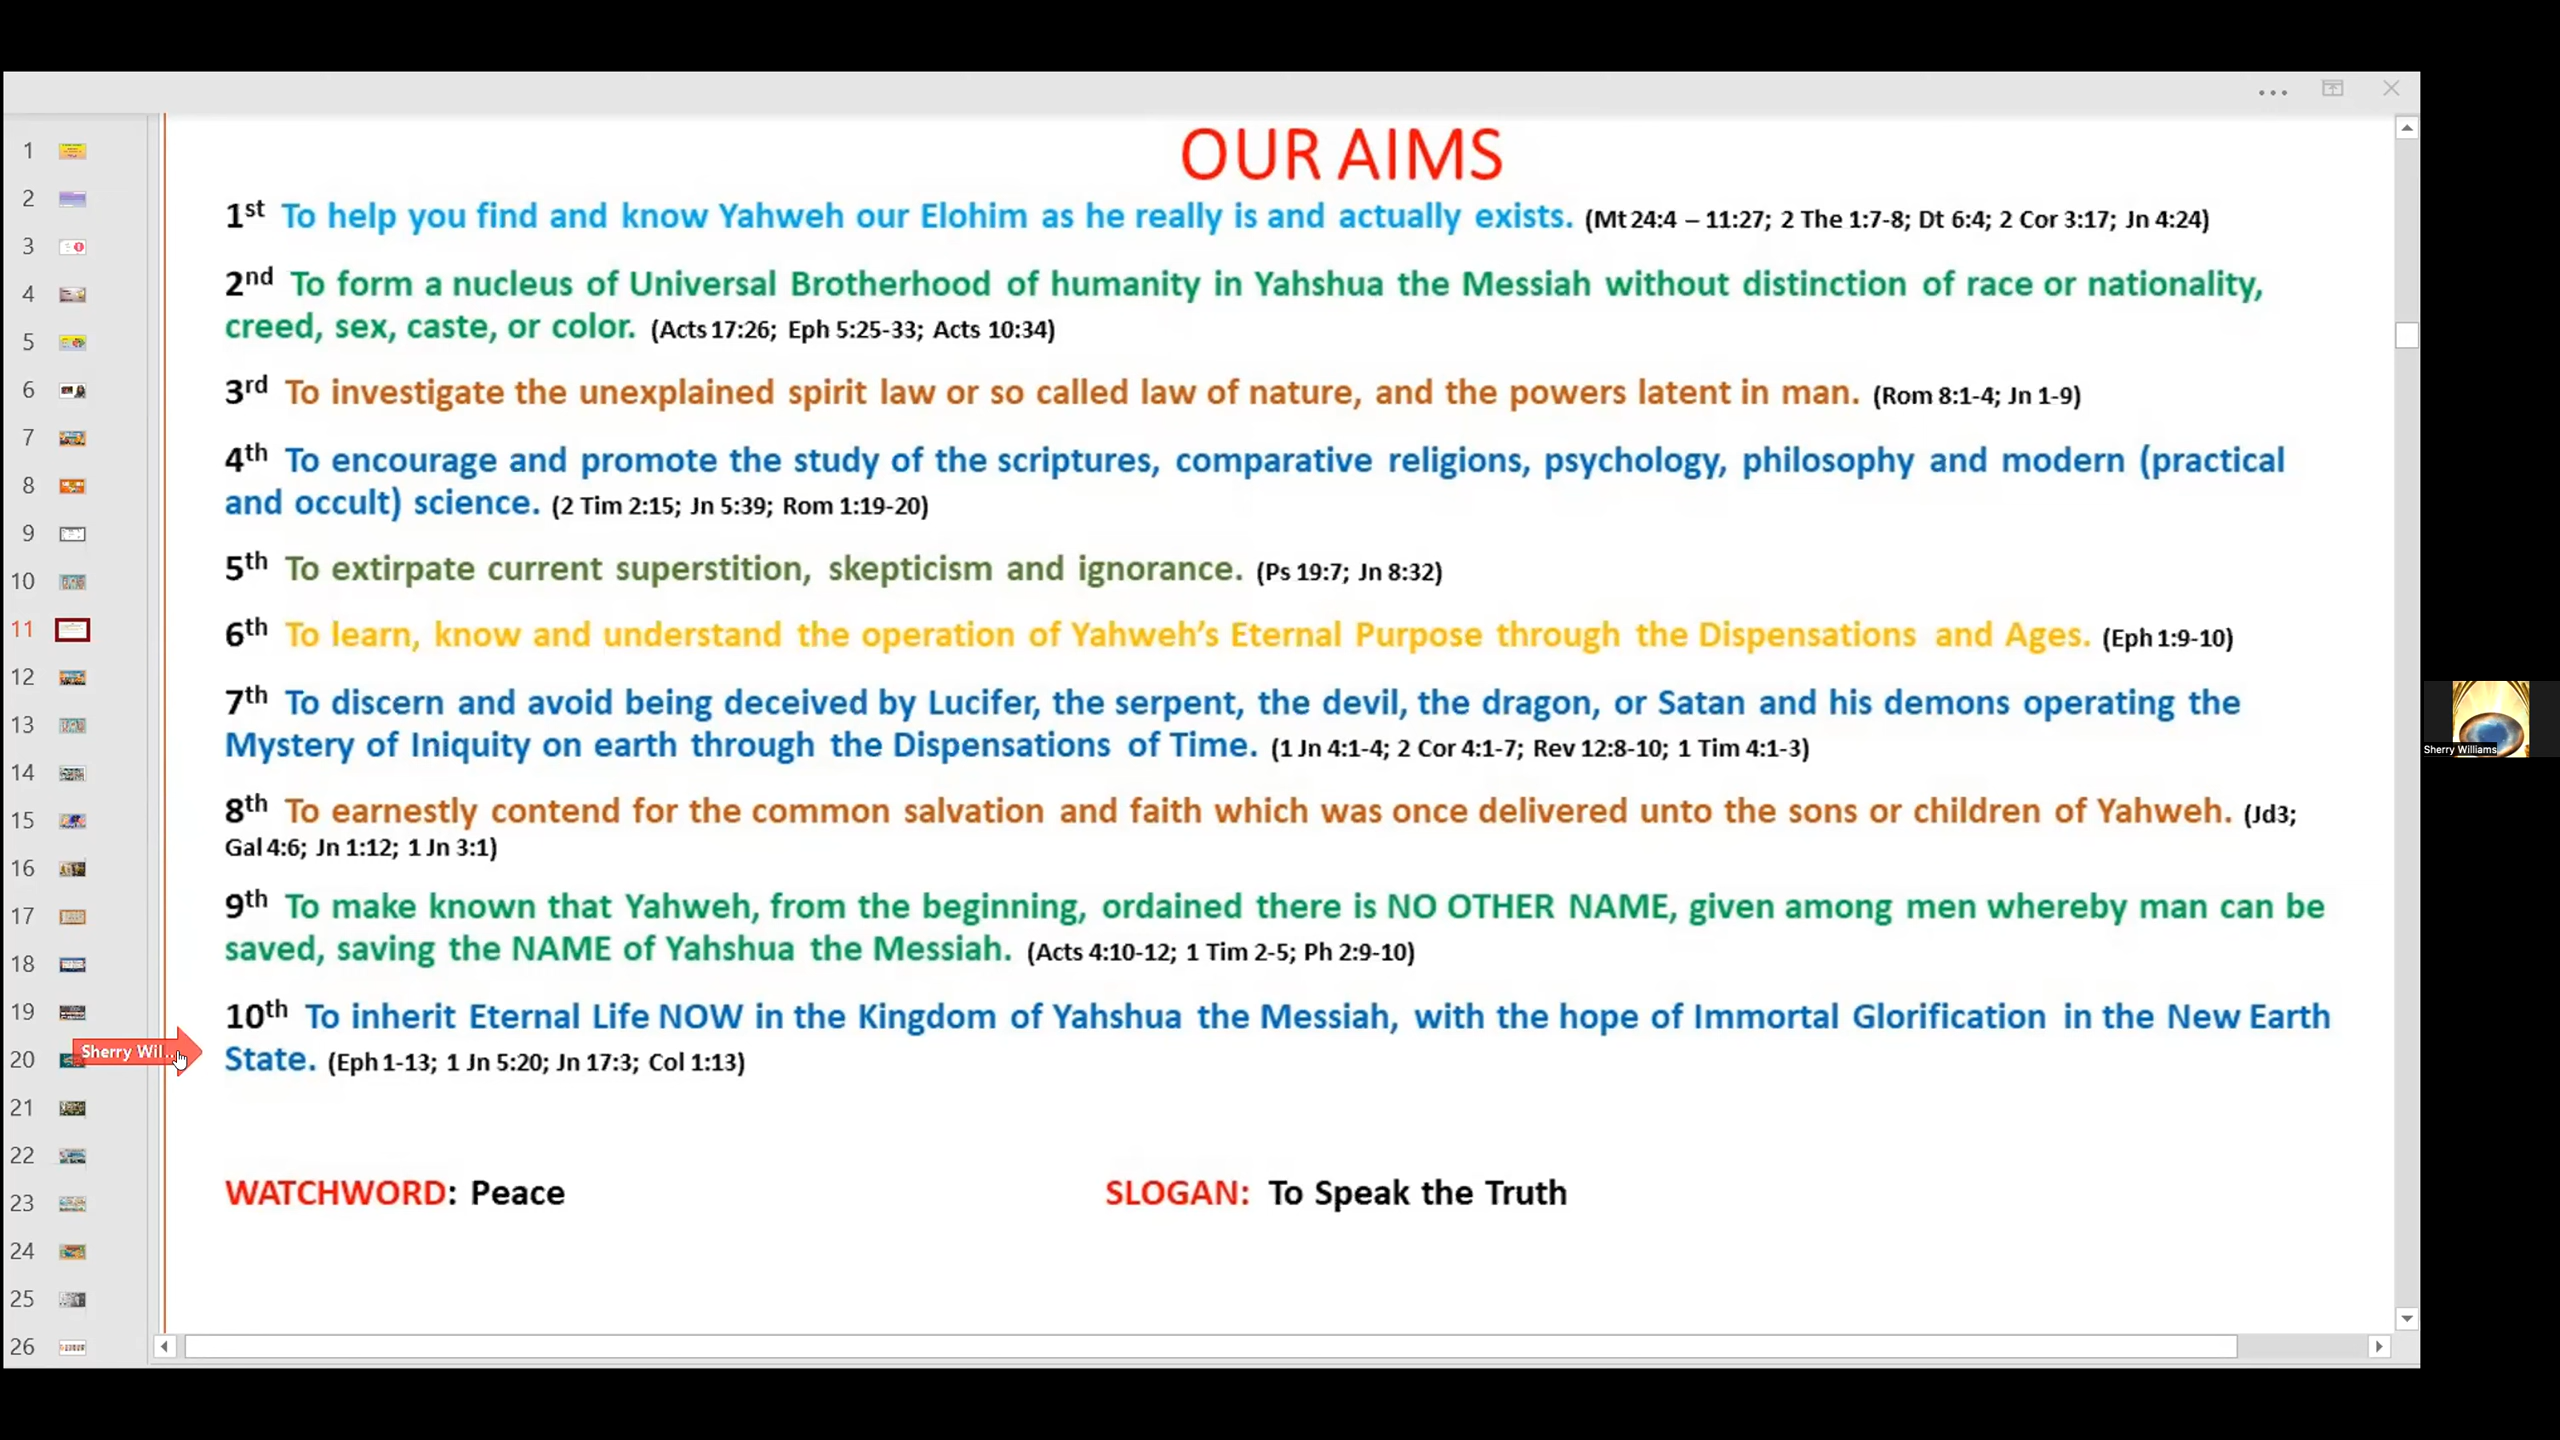 OUR AIMS
1st To help you find and know Yahweh our Elohim as he really is and actually exists. (Mt 24:4 – 11:27; 2 The 1:7-8; Dt 6:4; 2 Cor 3:17; Jn 4:24)
2nd To form a nucleus of Universal Brotherhood of humanity in Yahshua the Messiah without distinction of race or nationality,
creed, sex, caste, or color. (Acts 17:26; Eph 5:25-33; Acts 10:34)
3rd To investigate the unexplained spirit law or so called law of nature, and the powers latent in man. (Rom 8:1-4; Jn 1-9)
4th To encourage and promote the study of the scriptures, comparative religions, psychology, philosophy and modern (practical
and occult) science. (2 Tim 2:15; Jn 5:39; Rom 1:19-20)
5th To extirpate current superstition, skepticism and ignorance. (Ps 19:7; Jn 8:32)
6th To learn, know and understand the operation of Yahweh’s Eternal Purpose through the Dispensations and Ages. (Eph 1:9-10)
7th To discern and avoid being deceived by Lucifer, the serpent, the devil, the dragon, or Satan and his demons operating the
Mystery of Iniquity on earth through the Dispensations of Time. (1 Jn 4:1-4; 2 Cor 4:1-7; Rev 12:8-10; 1 Tim 4:1-3)
8th To earnestly contend for the common salvation and faith which was once delivered unto the sons or children of Yahweh. (Jd3;
Gal 4:6; Jn 1:12; 1 Jn 3:1)
9th To make known that Yahweh, from the beginning, ordained there is NO OTHER NAME, given among men whereby man can be
saved, saving the NAME of Yahshua the Messiah. (Acts 4:10-12; 1 Tim 2-5; Ph 2:9-10)
10th To inherit Eternal Life NOW in the Kingdom of Yahshua the Messiah, with the hope of Immortal Glorification in the New Earth
State. (Eph 1-13; 1 Jn 5:20; Jn 17:3; Col 1:13)
WATCHWORD: Peace
SLOGAN: To Speak the Truth
1
2
3
4
5
6
7
8
9
10
11
12
13
14
15
16
17
18
19
20
21
22
23
24
25
26
Sherry Wil...
Sherry Williams